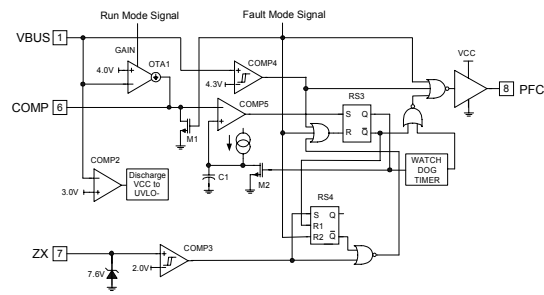 Run Mode Signal
Fault Mode Signal
VBUS 1
GAIN
OTA1
4.0V
COMP4
4.3V
VCC
8 PFC
COMP 6
M1
COMP5
RS3
S Q
R Q
C1
M2
WATCH
DOG
TIMER
COMP2
3.0V
Discharge
VCC to
UVLO-
RS4
S Q
R1
R2 Q
ZX 7
COMP3
7.6V
2.0V